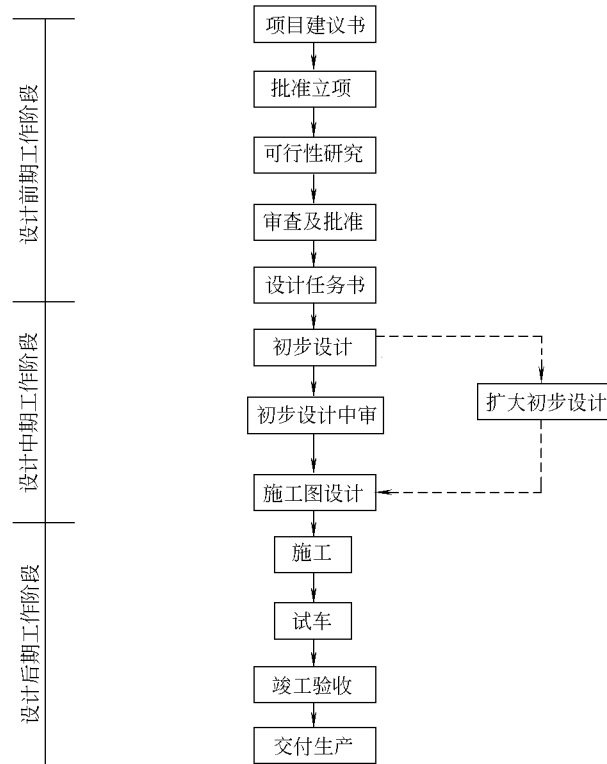 项目建议书
批准立项
可行性研究
审查及批准
设计任务书
设计前期工作阶段
初步设计
扩大初步设计
初步设计中审
施工图设计
设计中期工作阶段
施工
试车
竣工验收
交付生产
设计后期工作阶段